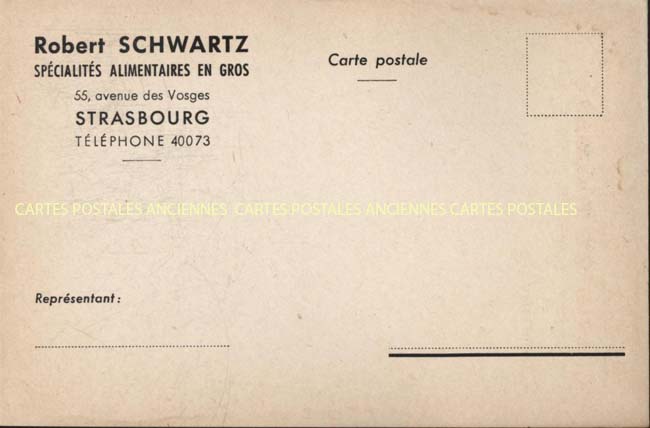 Robert SCHWARTZ
SPÉCIALITÉS ALIMENTAIRES EN GROS
55, avenue des Vosges
STRASBOURG
TÉLÉPHONE 40073
Carte postale
CARTES POSTALES ANCIENNES CARTES POSTALES ANCIENNES CARTES POSTALES
Représentant :